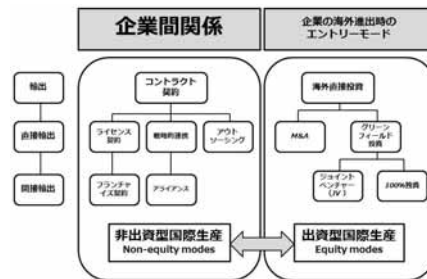 企業間関係
企業の海外進出時の
エントリーモード
輸出
直接輸出
間接輸出
コントラクト
契約
ライセンス
契約
戦略的連携
アウト
ソーシング
フランチャ
イズ契約
アライアンス
非出資型国際生産
Non-equity modes
海外直接投資
M&A
グリーン
フィールド
投資
ジョイント
ベンチャー
(JV)
100%独資
出資型国際生産
Equity modes